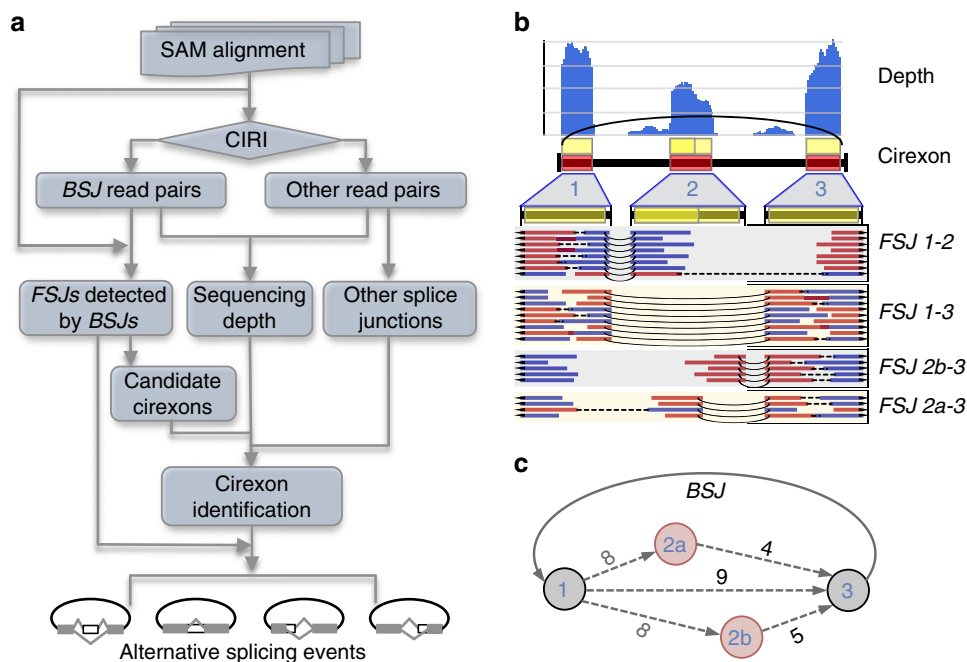 a
SAM alignment
CIRI
BSJ read pairs
Other read pairs
FSJs detected
by BSJs
Sequencing
depth
Other splice
junctions
Candidate
cirexons
Cirexon
identification
Alternative splicing events
b
Depth
Cirexon
1
2
3
FSJ 1-2
FSJ 1-3
FSJ 2b-3
FSJ 2a-3
c
BSJ
2a
8
4
1
9
3
8
5
2b